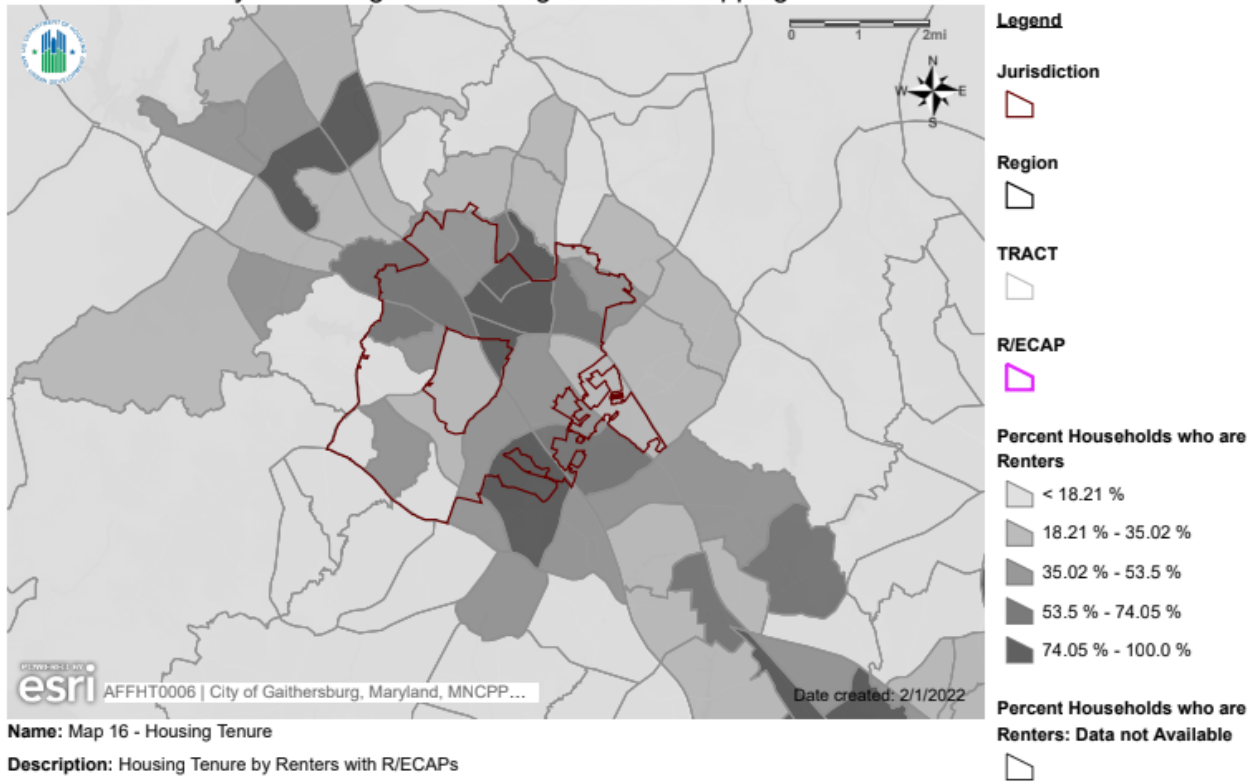 0 1 2mi
N
W E
S
POWERED BY
esri
AFFHT0006 | City of Gaithersburg, Maryland, MNCPP...
Date created: 2/1/2022
Name: Map 16 - Housing Tenure
Description: Housing Tenure by Renters with R/ECAPs
Legend
Jurisdiction
Region
TRACT
R/ECAP
Percent Households who are
Renters
< 18.21 %
18.21 % - 35.02 %
35.02 % - 53.5 %
53.5 % - 74.05 %
74.05 % - 100.0 %
Percent Households who are
Renters: Data not Available